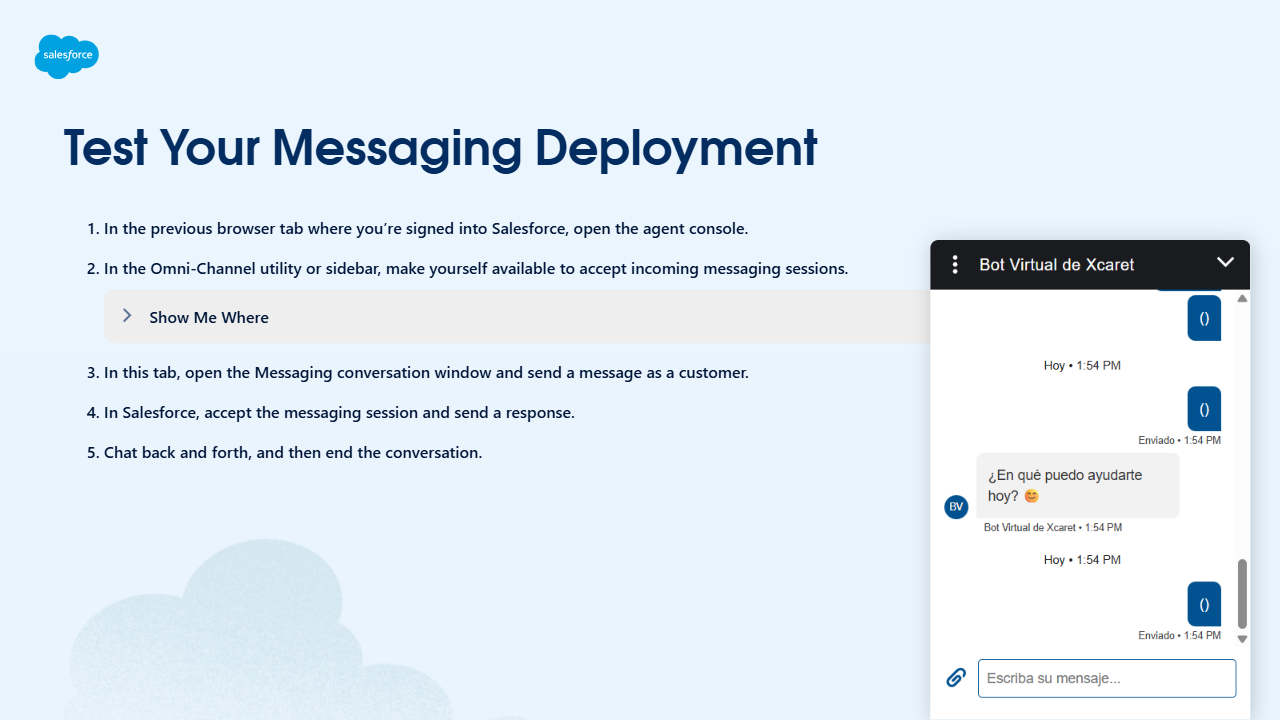 salesforce
Test Your Messaging Deployment
1. In the previous browser tab where you’re signed into Salesforce, open the agent console.
2. In the Omni-Channel utility or sidebar, make yourself available to accept incoming messaging sessions.
Show Me Where
3. In this tab, open the Messaging conversation window and send a message as a customer.
4. In Salesforce, accept the messaging session and send a response.
5. Chat back and forth, and then end the conversation.
Bot Virtual de Xcaret
()
Hoy • 1:54 PM
()
Enviado • 1:54 PM
¿En qué puedo ayudarte
hoy? 😊
BV
Bot Virtual de Xcaret • 1:54 PM
Hoy • 1:54 PM
()
Enviado • 1:54 PM
Escriba su mensaje...